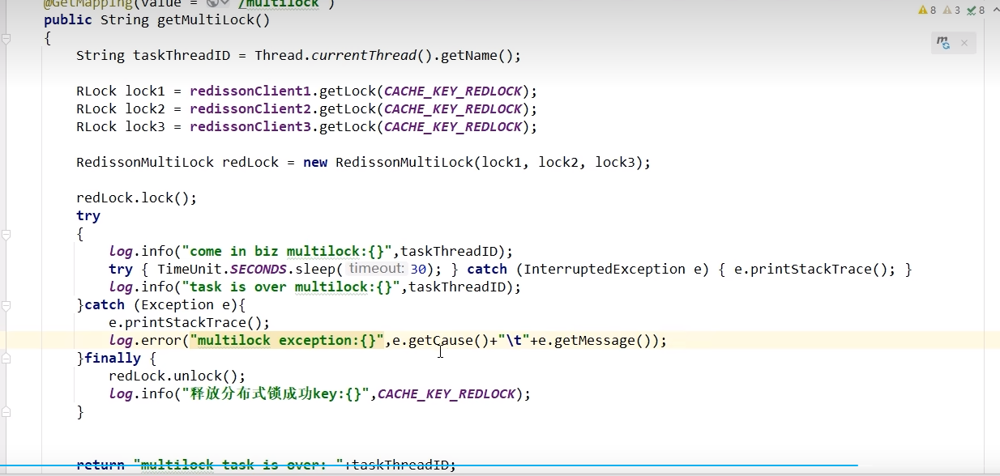 @GetMapping(value = "/multilock")
public String getMultiLock()
{
String taskThreadID = Thread.currentThread().getName();
RLock lock1 = redissonClient1.getLock(CACHE_KEY_REDLOCK);
RLock lock2 = redissonClient2.getLock(CACHE_KEY_REDLOCK);
RLock lock3 = redissonClient3.getLock(CACHE_KEY_REDLOCK);
RedissonMultiLock redLock = new RedissonMultiLock(lock1, lock2, lock3);
redLock.lock();
try
{
log.info("come in biz multilock:{}",taskThreadID);
try { TimeUnit.SECONDS.sleep( timeout: 30); } catch (InterruptedException e) { e.printStackTrace(); }
log.info("task is over multilock:{}",taskThreadID);
}catch (Exception e){
e.printStackTrace();
log.error("multilock exception:{}",e.getCause()+"\t"+e.getMessage());
}finally {
redLock.unlock();
log.info("释放分布式锁成功key:{}",CACHE_KEY_REDLOCK);
}
return "multilock task is over: "+taskThreadID;
8 3 8